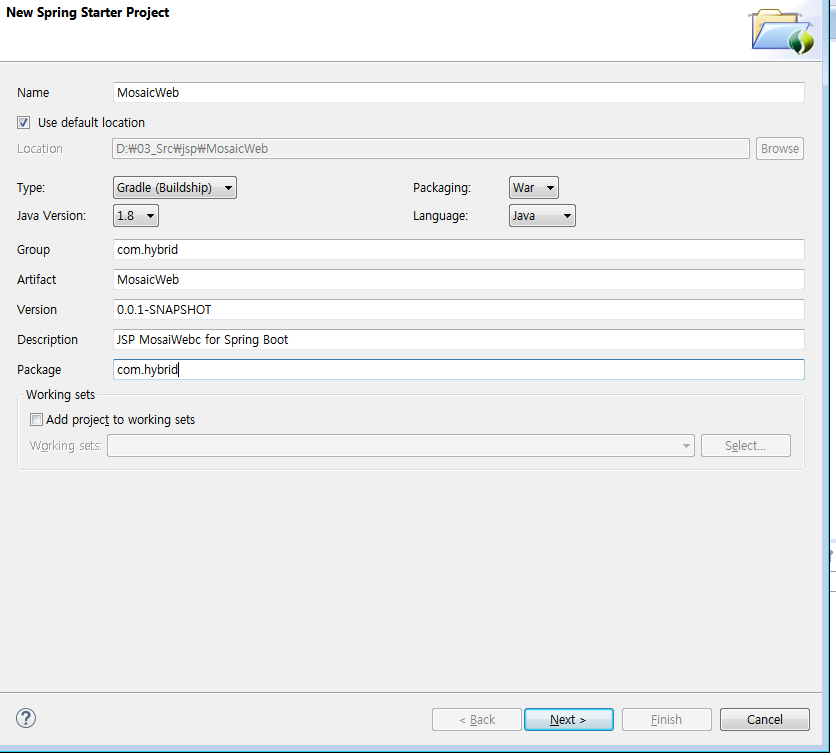 New Spring Starter Project
Name MosaicWeb
Use default location
Location D:₩03_Src₩jsp₩MosaicWeb Browse
Type: Gradle (Buildship) Packaging: War
Java Version: 1.8 Language: Java
Group com.hybrid
Artifact MosaicWeb
Version 0.0.1-SNAPSHOT
Description JSP MosaiWebc for Spring Boot
Package com.hybrid
Working sets
Add project to working sets
Working sets: Select...
? < Back Next > Finish Cancel